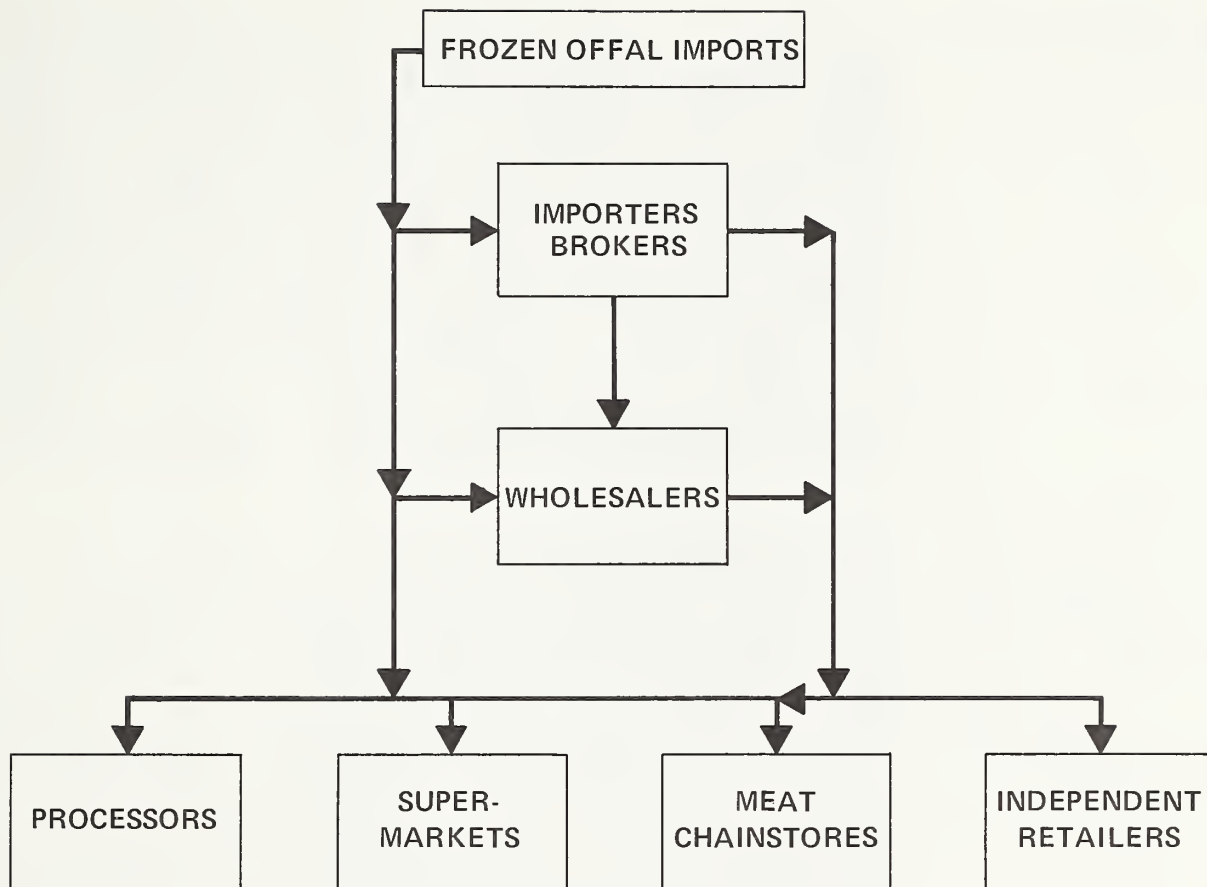 FROZEN OFFAL IMPORTS
IMPORTERS
BROKERS
WHOLESALERS
PROCESSORS
SUPER-
MARKETS
MEAT
CHAINSTORES
INDEPENDENT
RETAILERS